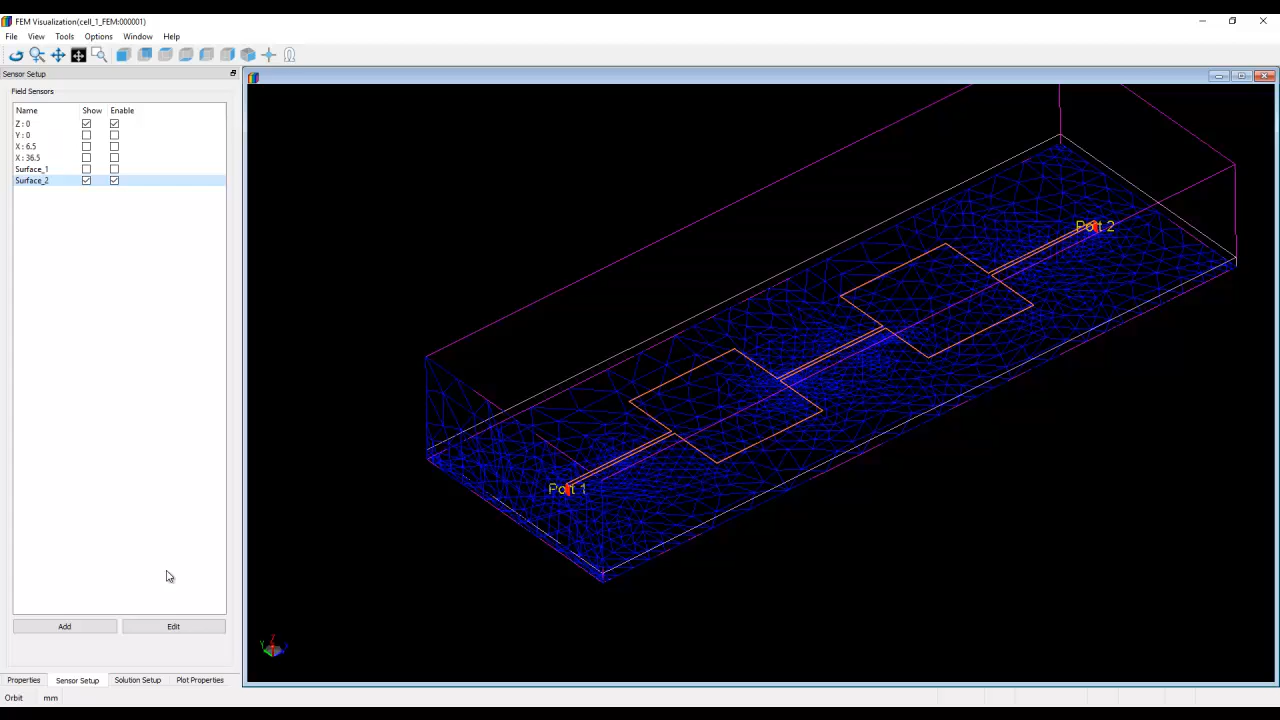 FEM Visualization(cell_1_FEM:000001)
File View Tools Options Window Help
Sensor Setup
Field Sensors
Name Show Enable
Z : 0
Y : 0
X : 6.5
X : 36.5
Surface_1
Surface_2
Port 2
Port 1
Z
Y
Add Edit
Properties Sensor Setup Solution Setup Plot Properties
Orbit mm